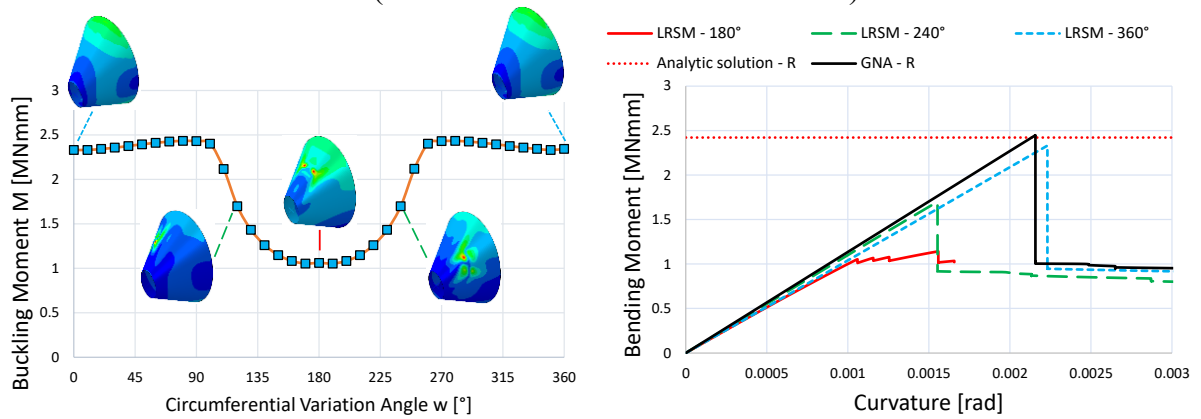 Buckling Moment M [MNmm]
3
2.5
2
1.5
1
0.5
0
0 45 90 135 180 225 270 315 360
Circumferential Variation Angle w [°]
LRSM - 180° LRSM - 240° LRSM - 360°
Analytic solution - R GNA - R
Bending Moment [MNmm]
3
2.5
2
1.5
1
0.5
0
0 0.0005 0.001 0.0015 0.002 0.0025 0.003
Curvature [rad]